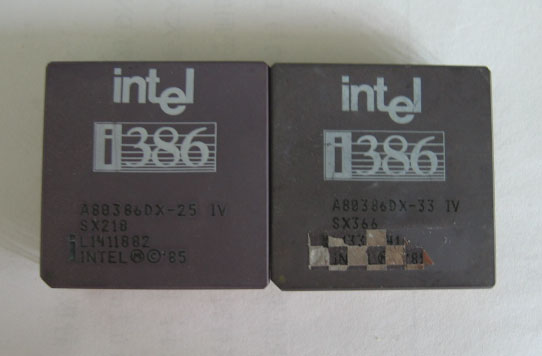 intel
i386
A80386DX-25 IV
SX218
L1411882
INTEL®©'85
intel
i386
A80386DX-33 IV
SX366